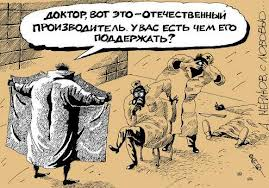 ДОКТОР, ВОТ ЭТО-ОТЕЧЕСТВЕННЫЙ
ПРОИЗВОДИТЕЛЬ. У ВАС ЕСТЬ ЧЕМ ЕГО
ПОДДЕРЖАТЬ?